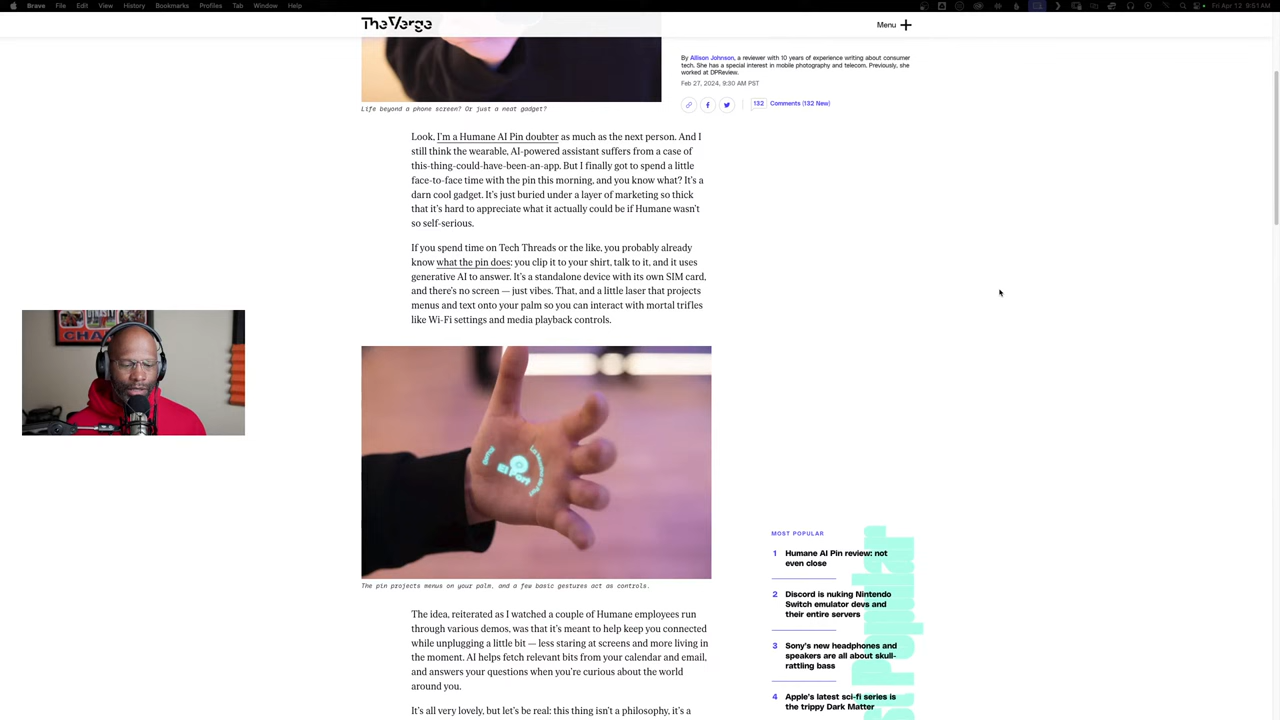 Brave File Edit View History Bookmarks Profiles Tab Window Help
Fri Apr 12 9:51 AM
The Verge
Menu
By Allison Johnson, a reviewer with 10 years of experience writing about consumer
tech. She has a special interest in mobile photography and telecom. Previously, she
worked at DPReview.
Feb 27, 2024, 9:30 AM PST
132 Comments (132 New)
Life beyond a phone screen? Or just a neat gadget?
Look, I'm a Humane AI Pin doubter as much as the next person. And I
still think the wearable, AI-powered assistant suffers from a case of
this-thing-could-have-been-an-app. But I finally got to spend a little
face-to-face time with the pin this morning, and you know what? It's a
darn cool gadget. It's just buried under a layer of marketing so thick
that it's hard to appreciate what it actually could be if Humane wasn't
so self-serious.
If you spend time on Tech Threads or the like, you probably already
know what the pin does: you clip it to your shirt, talk to it, and it uses
generative AI to answer. It's a standalone device with its own SIM card,
and there's no screen — just vibes. That, and a little laser that projects
menus and text onto your palm so you can interact with mortal trifles
like Wi-Fi settings and media playback controls.
The pin projects menus on your palm, and a few basic gestures act as controls.
The idea, reiterated as I watched a couple of Humane employees run
through various demos, was that it's meant to help keep you connected
while unplugging a little bit — less staring at screens and more living in
the moment. AI helps fetch relevant bits from your calendar and email,
and answers your questions when you're curious about the world
around you.
It's all very lovely, but let's be real: this thing isn't a philosophy, it's a
MOST POPULAR
1 Humane AI Pin review: not
even close
2 Discord is nuking Nintendo
Switch emulator devs and
their entire servers
3 Sony's new headphones and
speakers are all about skull-
rattling bass
4 Apple's latest sci-fi series is
the trippy Dark Matter